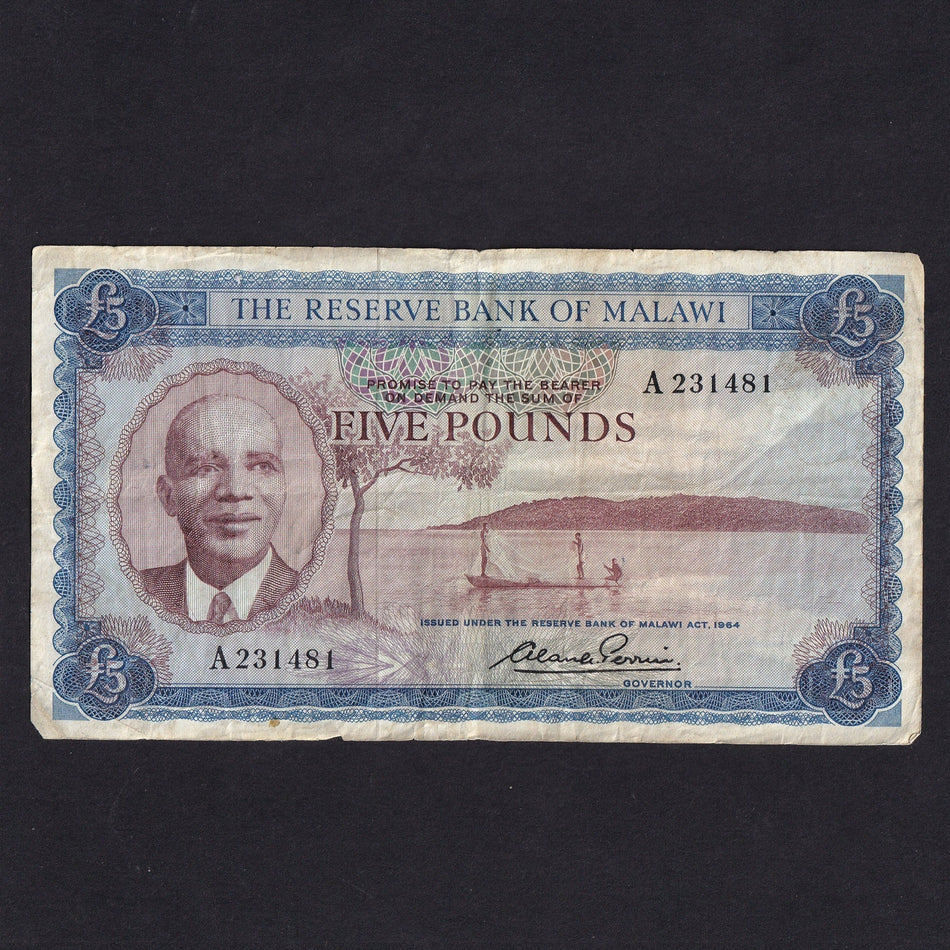 £5 THE RESERVE BANK OF MALAWI £5
PROMISE TO PAY THE BEARER
ON DEMAND THE SUM OF
A 231481
FIVE POUNDS
ISSUED UNDER THE RESERVE BANK OF MALAWI ACT, 1964
A 231481
£5
GOVERNOR
£5